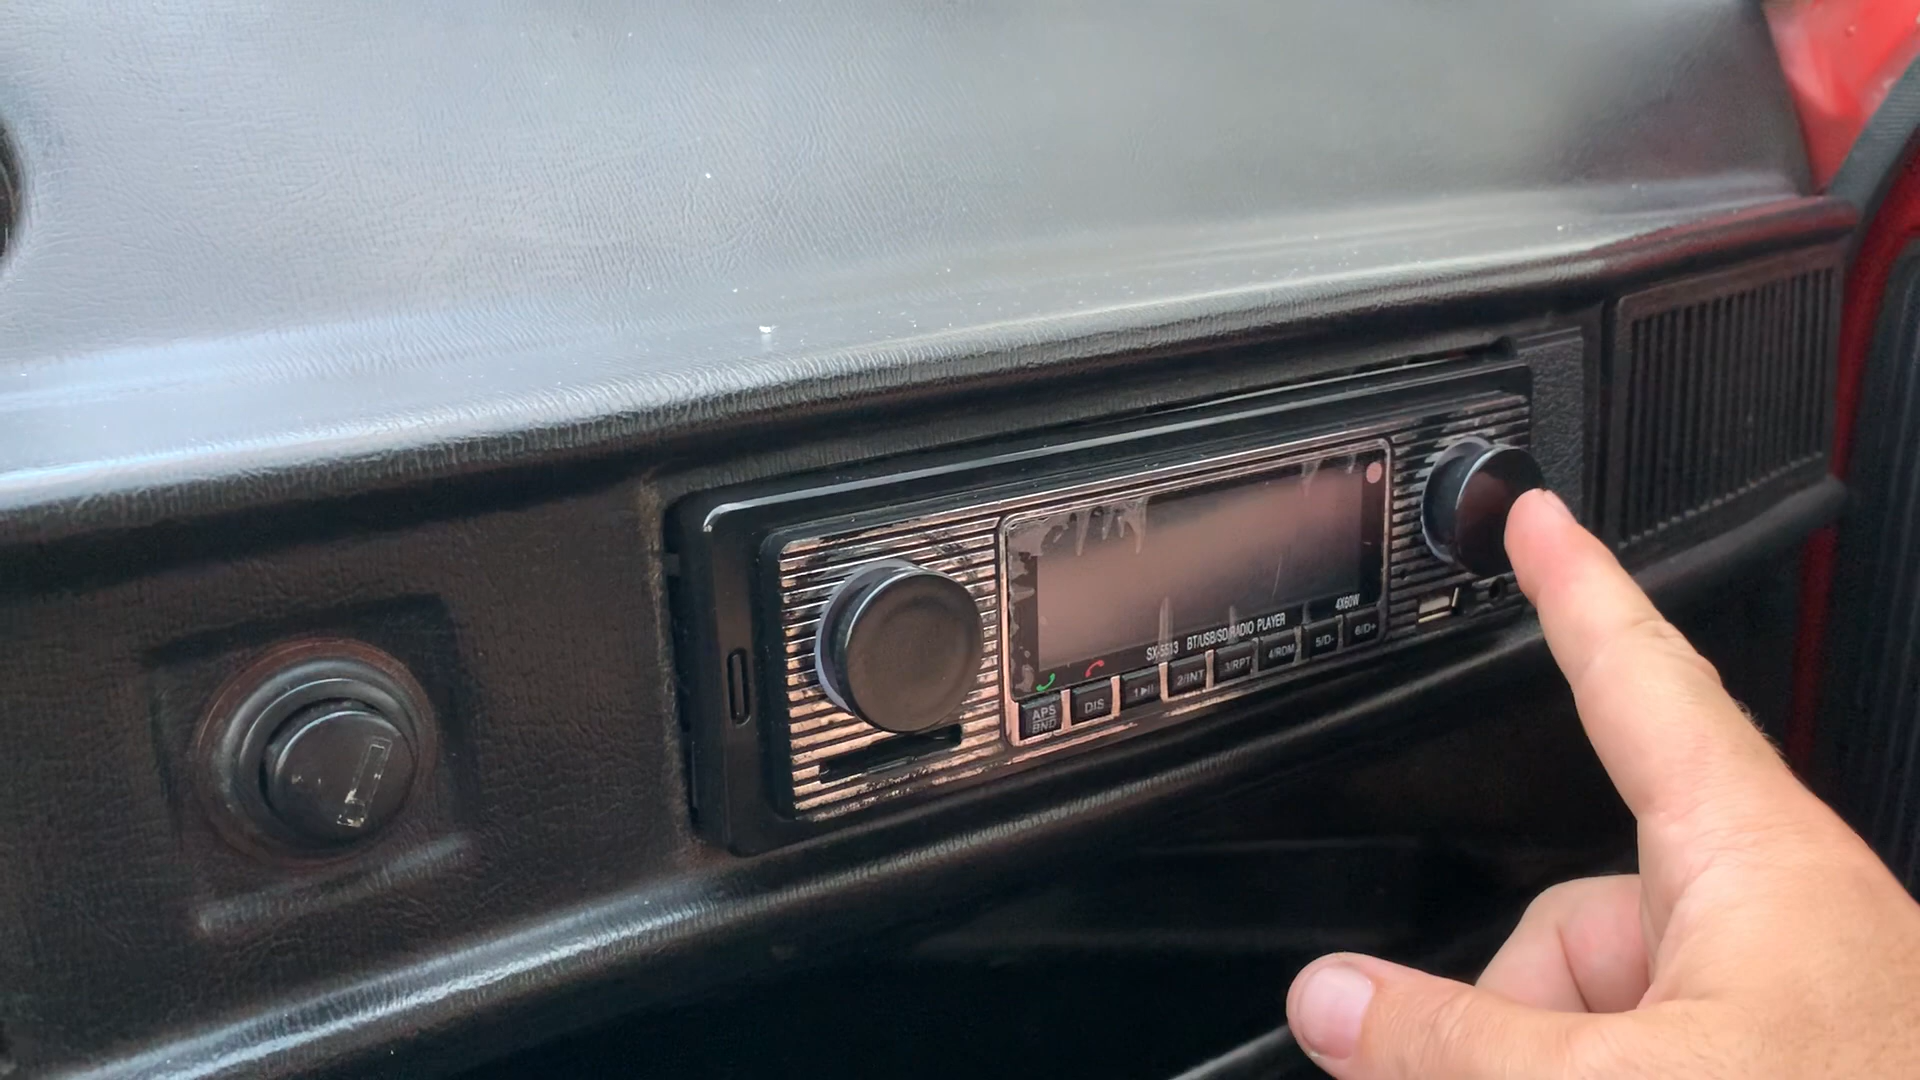 4X60W
SX-5513 BT/USB/SD/RADIO PLAYER
APS
BND
DIS
1
2/INT
3/RPT
4/RDM
5/D-
6/D+